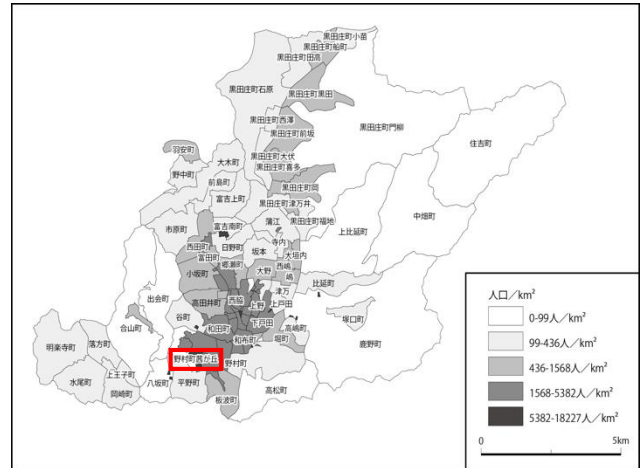 黒田庄町小苗
黒田庄町船町
黒田庄町田高
黒田庄町石原
黒田庄町黒田
黒田庄町西澤
黒田庄町門柳
黒田庄町前坂
住吉町
羽安町
黒田庄町大伏
大木町
黒田庄町喜多
野中町
前島町
黒田庄町岡
富吉上町
黒田庄町津万井
中畑町
蒲江
黒田庄町福地
市原町
富吉南町
上比延町
寺内
西田町
日野町
坂本
大垣内
富田町
郷瀬町
西嶋
小坂町
大野
嶋
比延町
出会町
津万
高田井町
西脇
上野
上戸田
合山町
谷町
塚口町
和田町
下戸田
高嶋町
明楽寺町
落方町
和布町
堀町
鹿野町
野村町茜が丘
野村町
上王子町
水尾町
岡崎町
八坂町
平野町
高松町
板波町
人口/km²
0-99人/km²
99-436人/km²
436-1568人/km²
1568-5382人/km²
5382-18227人/km²
0
5km